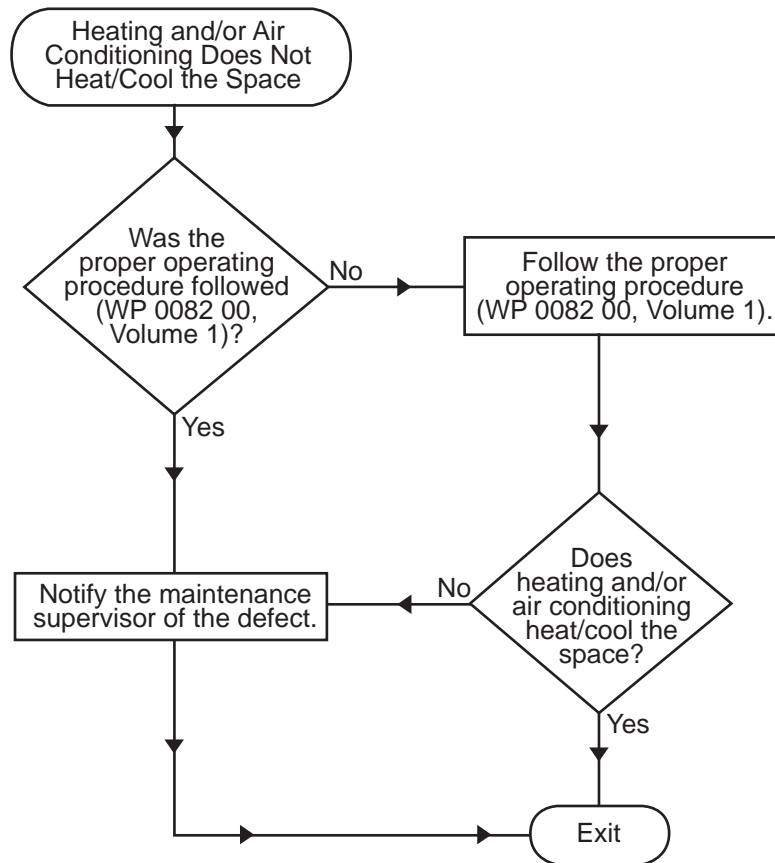 Heating and/or Air
Conditioning Does Not
Heat/Cool the Space
Was the
proper operating
procedure followed
(WP 0082 00,
Volume 1)?
No
Follow the proper
operating procedure
(WP 0082 00, Volume 1).
Yes
Does
heating and/or
air conditioning
heat/cool the
space?
No
Notify the maintenance
supervisor of the defect.
Yes
Exit